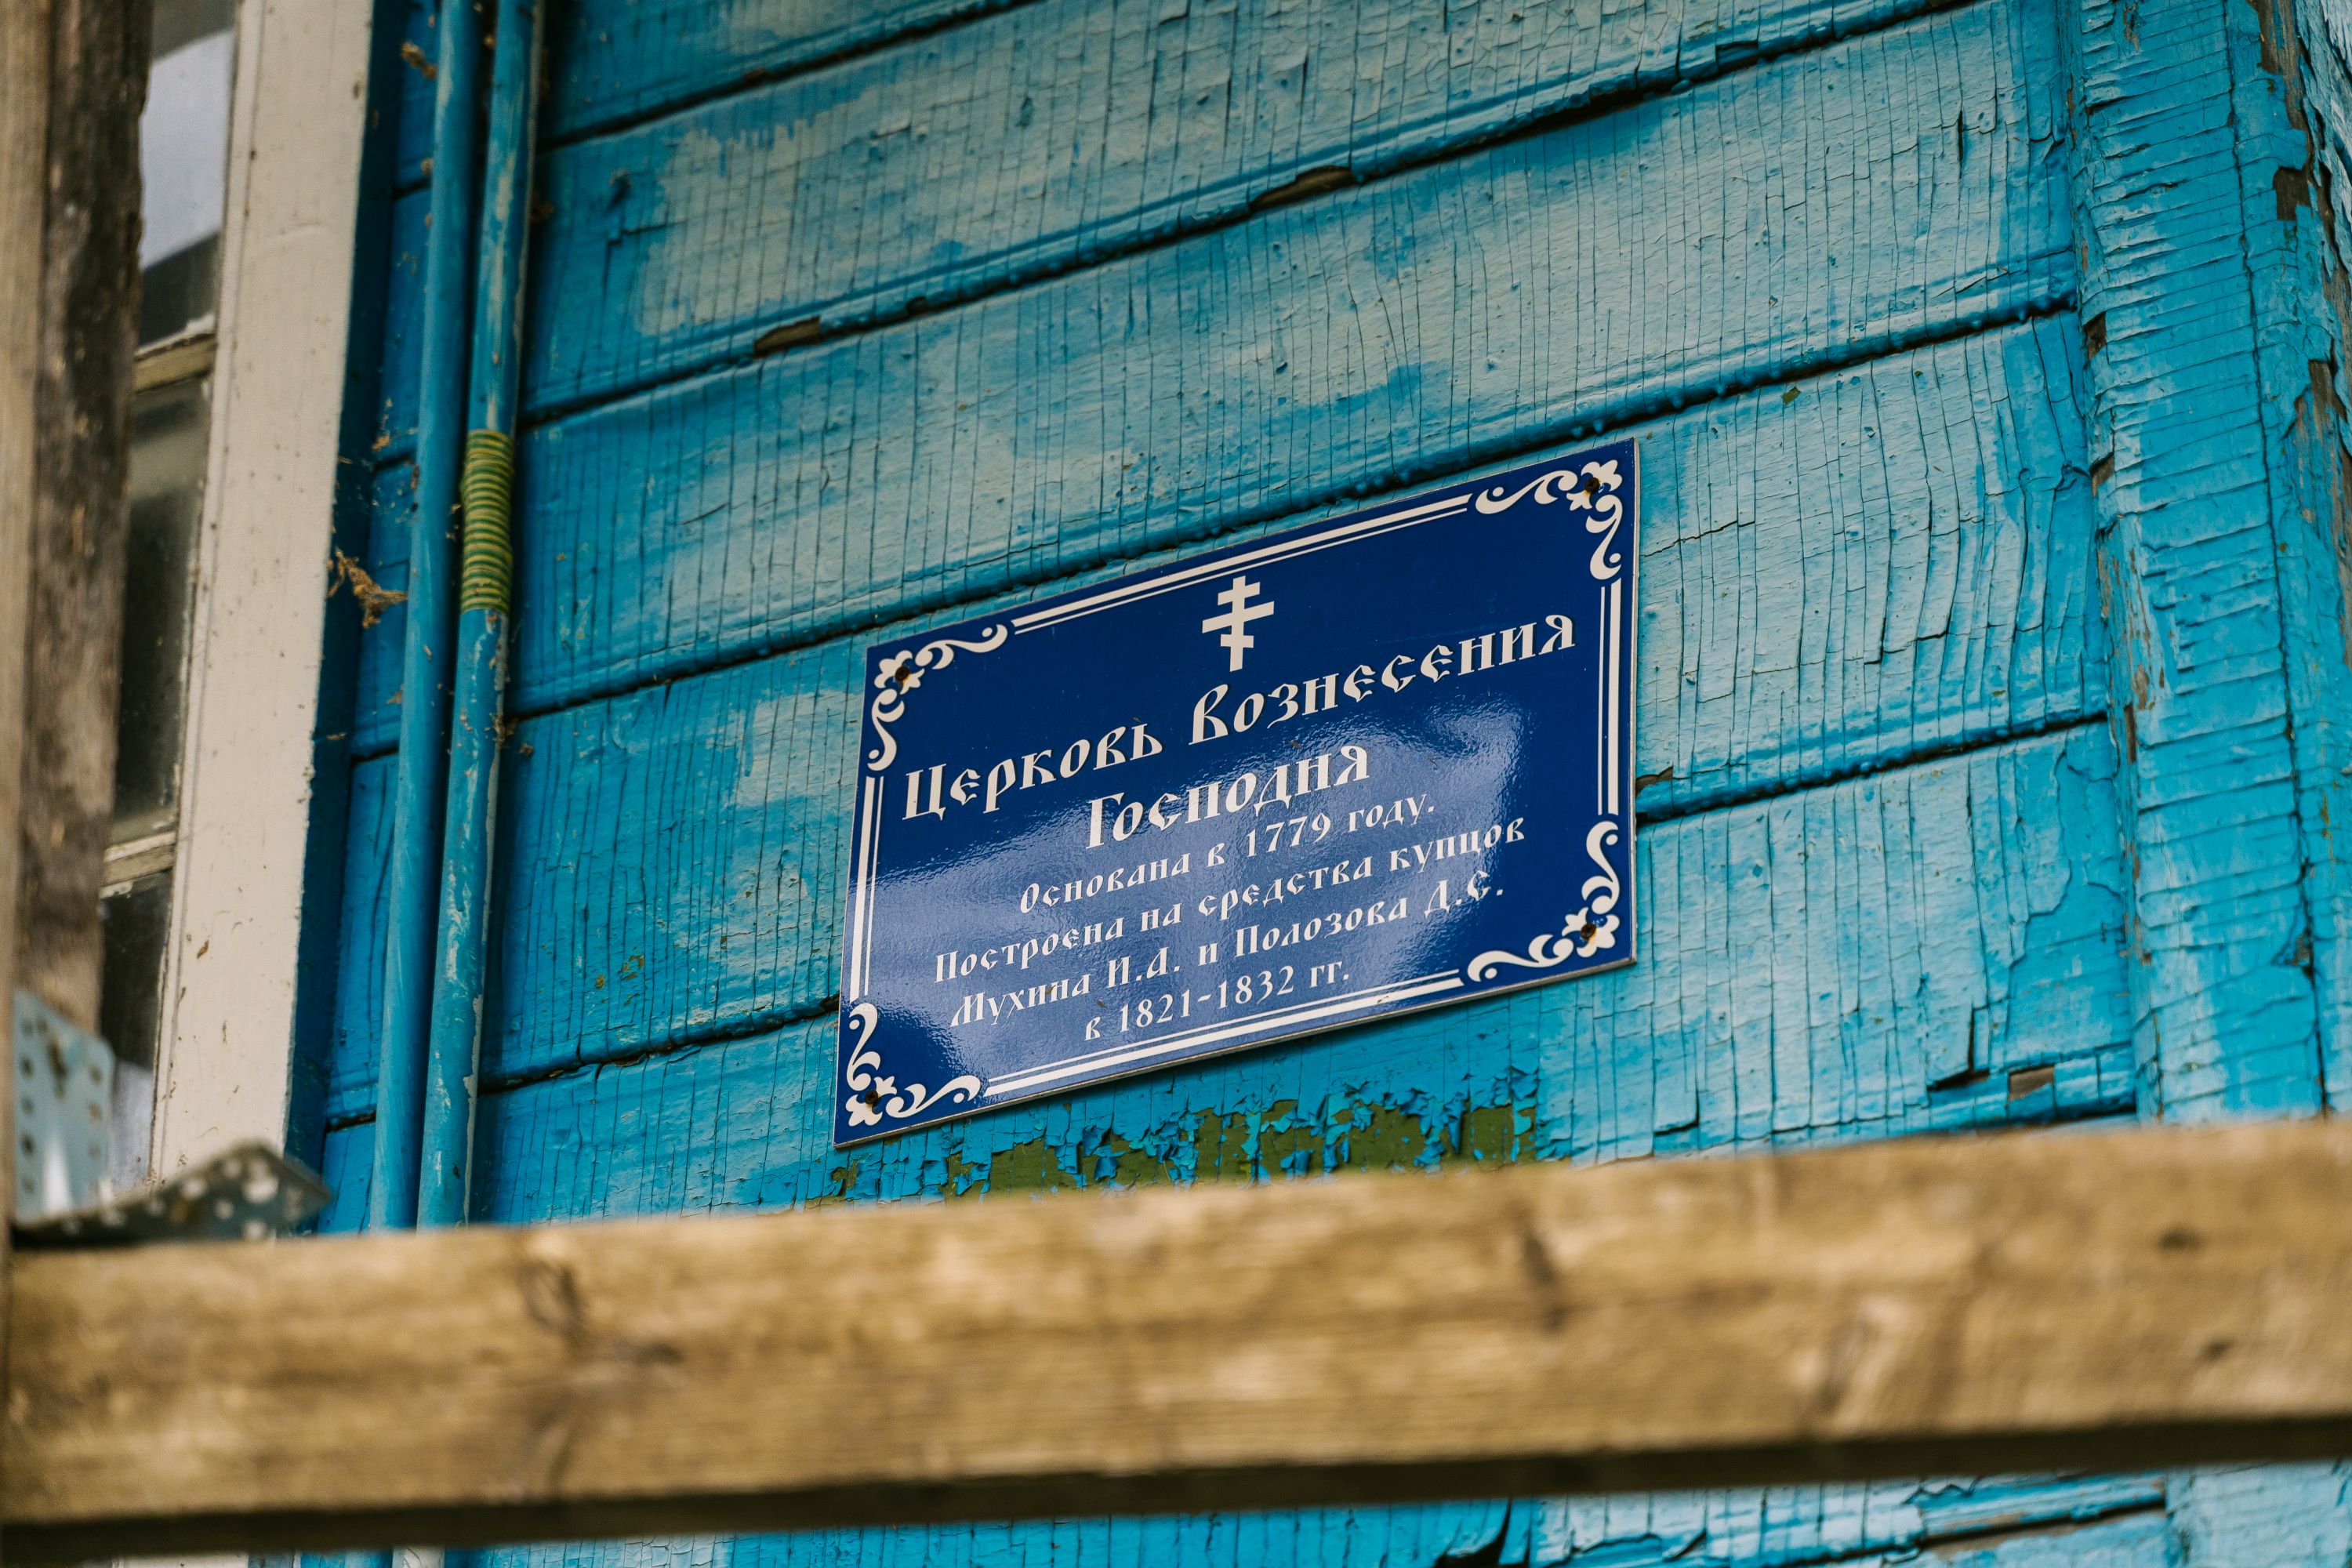 Церковь Вознесения
Господня
Основана в 1779 году.
Построена на средства купцов
Мухина И.А. и Полозова Д.С.
в 1821-1832 гг.